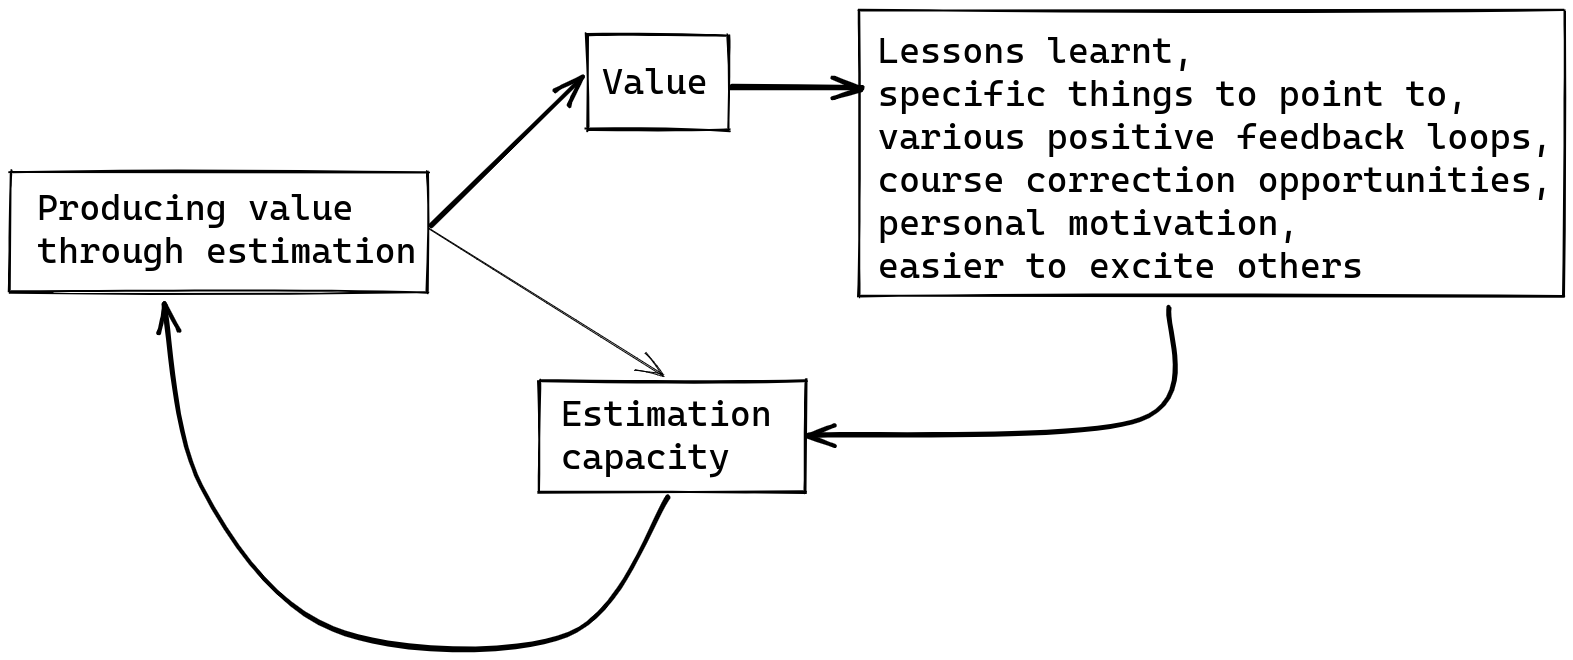 Value
Lessons learnt,
specific things to point to,
various positive feedback loops,
course correction opportunities,
personal motivation,
easier to excite others
Producing value
through estimation
Estimation
capacity